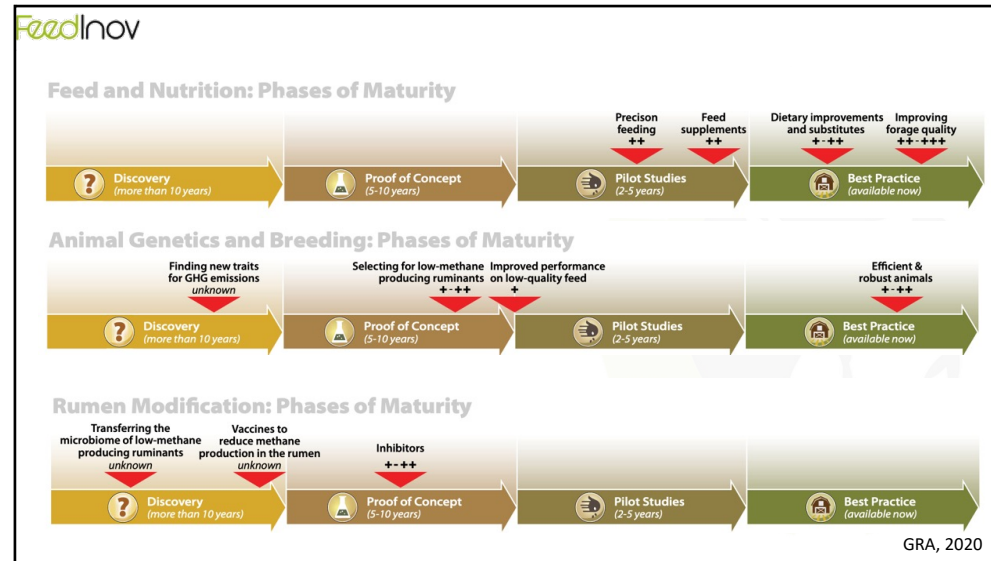 FeedInov
Feed and Nutrition: Phases of Maturity
Precison
feeding
++
Feed
supplements
++
Dietary improvements
and substitutes
+ - ++
Improving
forage quality
++ - +++
Discovery
(more than 10 years)
Proof of Concept
(5-10 years)
Pilot Studies
(2-5 years)
Best Practice
(available now)
Animal Genetics and Breeding: Phases of Maturity
Finding new traits
for GHG emissions
unknown
Selecting for low-methane
producing ruminants
+ - ++
Improved performance
on low-quality feed
+
Efficient &
robust animals
+ - ++
Discovery
(more than 10 years)
Proof of Concept
(5-10 years)
Pilot Studies
(2-5 years)
Best Practice
(available now)
Rumen Modification: Phases of Maturity
Transferring the
microbiome of low-methane
producing ruminants
unknown
Vaccines to
reduce methane
production in the rumen
unknown
Inhibitors
+ - ++
Discovery
(more than 10 years)
Proof of Concept
(5-10 years)
Pilot Studies
(2-5 years)
Best Practice
(available now)
GRA, 2020